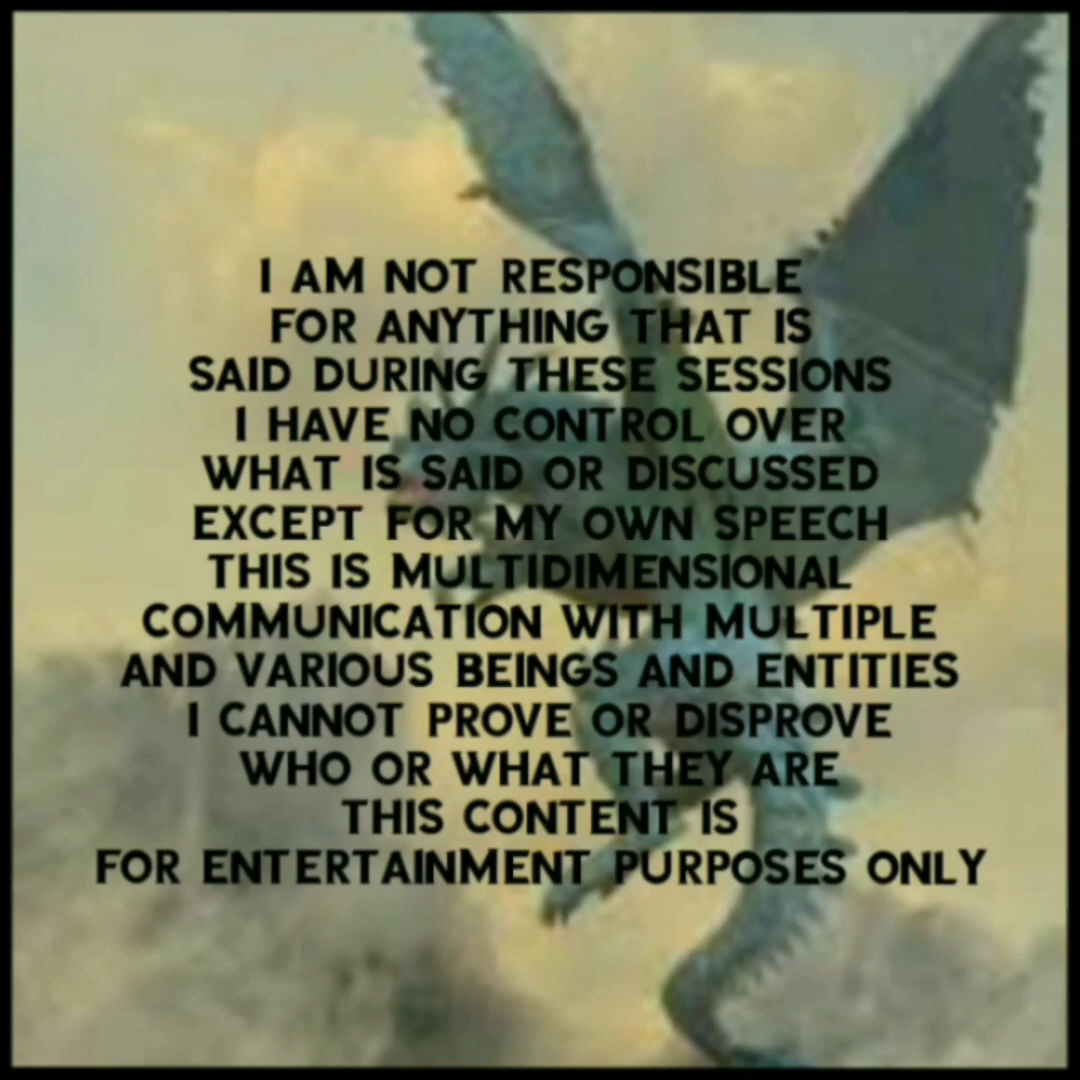 I AM NOT RESPONSIBLE
FOR ANYTHING THAT IS
SAID DURING THESE SESSIONS
I HAVE NO CONTROL OVER
WHAT IS SAID OR DISCUSSED
EXCEPT FOR MY OWN SPEECH
THIS IS MULTIDIMENSIONAL
COMMUNICATION WITH MULTIPLE
AND VARIOUS BEINGS AND ENTITIES
I CANNOT PROVE OR DISPROVE
WHO OR WHAT THEY ARE
THIS CONTENT IS
FOR ENTERTAINMENT PURPOSES ONLY